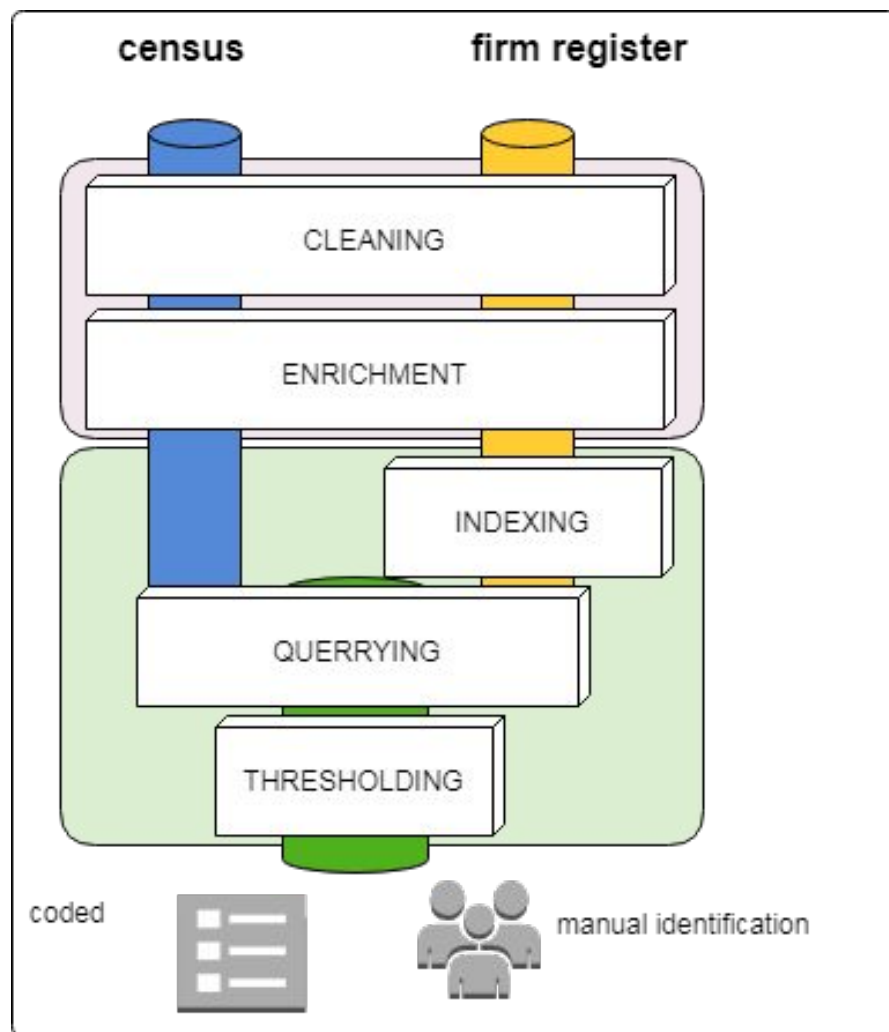 census
firm register
CLEANING
ENRICHMENT
INDEXING
QUERRYING
THRESHOLDING
coded
manual identification